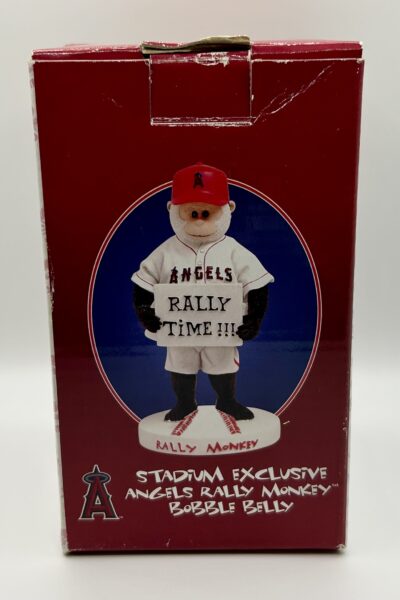 A
ANGELS
RALLY
TIME!!!
RALLY MONKEY
STADIUM EXCLUSIVE
ANGELS RALLY MONKEY™
BOBBLE BELLY
A